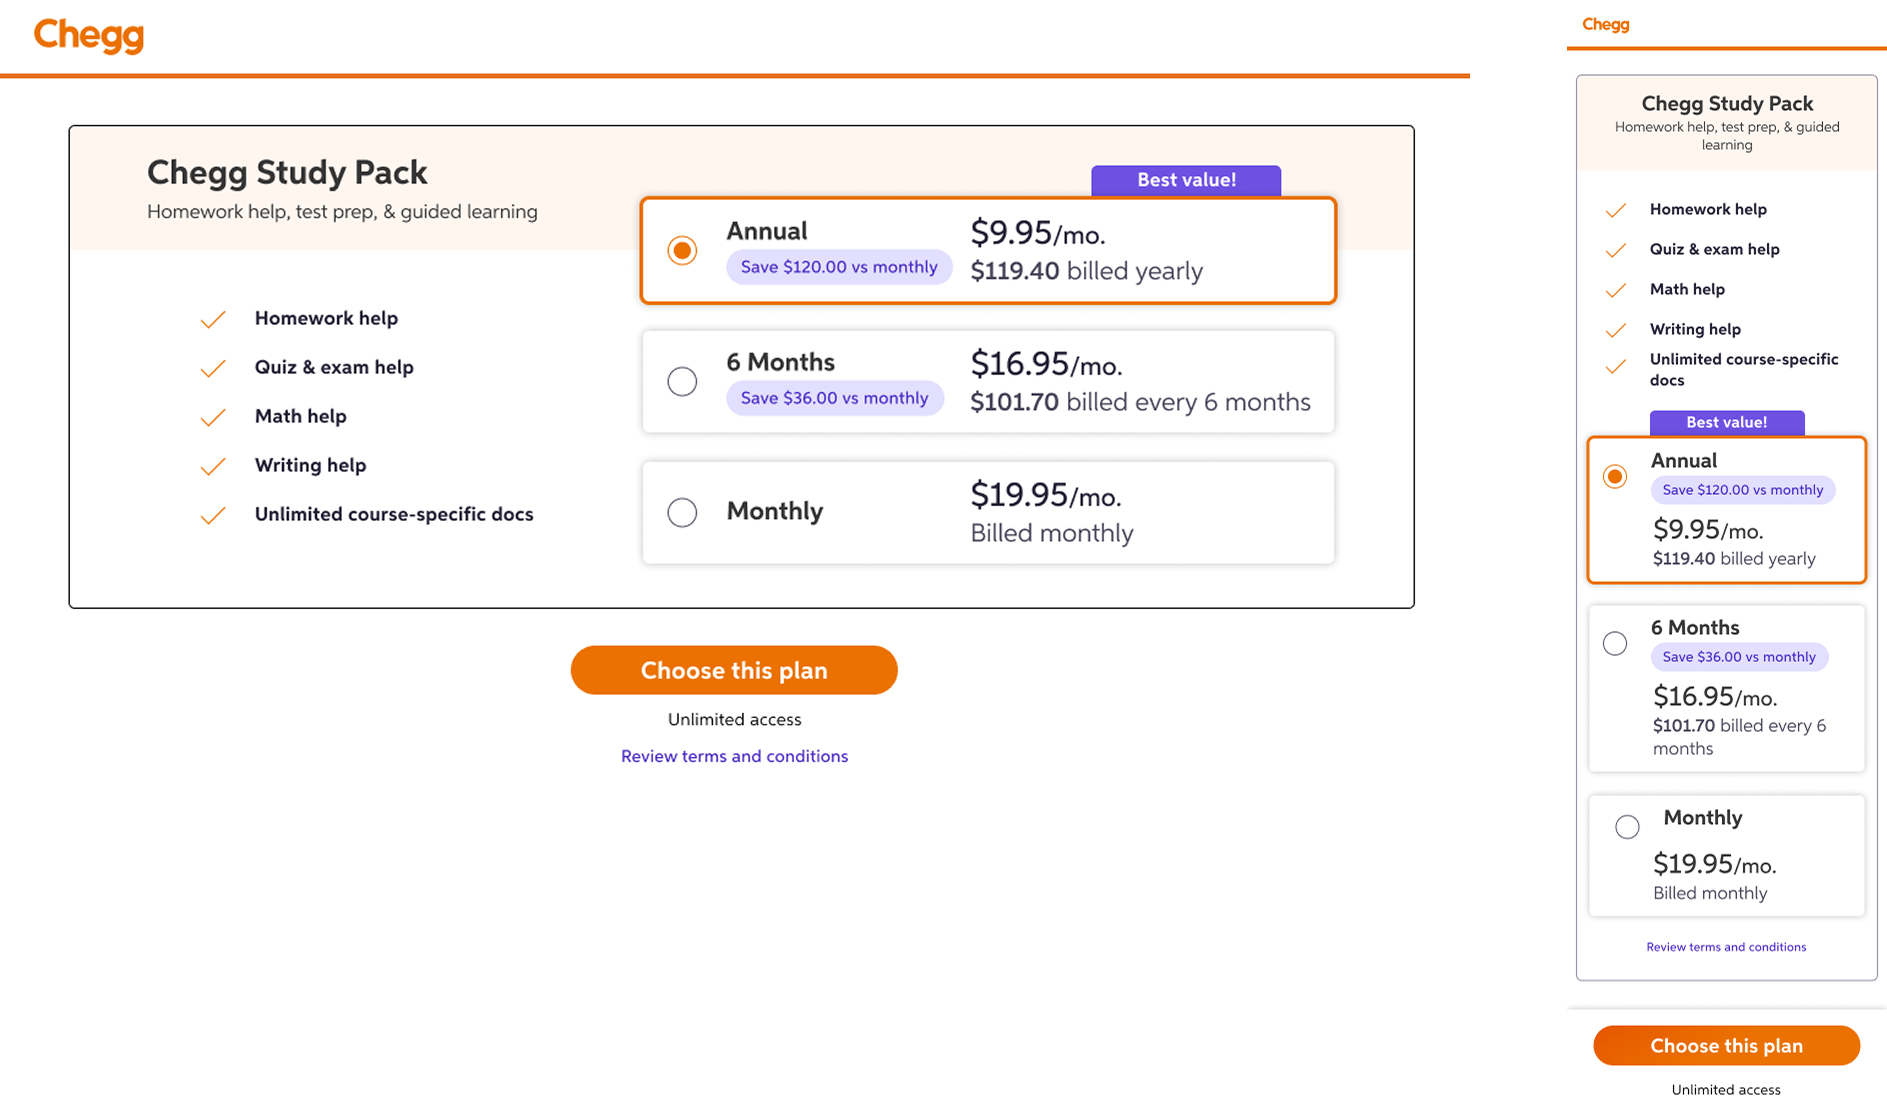 Chegg
Chegg Study Pack
Homework help, test prep, & guided learning
Homework help
Quiz & exam help
Math help
Writing help
Unlimited course-specific docs
Best value!
Annual
Save $120.00 vs monthly
$9.95/mo.
$119.40 billed yearly
6 Months
Save $36.00 vs monthly
$16.95/mo.
$101.70 billed every 6 months
Monthly
$19.95/mo.
Billed monthly
Choose this plan
Unlimited access
Review terms and conditions
Chegg
Chegg Study Pack
Homework help, test prep, & guided
learning
Homework help
Quiz & exam help
Math help
Writing help
Unlimited course-specific
docs
Best value!
Annual
Save $120.00 vs monthly
$9.95/mo.
$119.40 billed yearly
6 Months
Save $36.00 vs monthly
$16.95/mo.
$101.70 billed every 6
months
Monthly
$19.95/mo.
Billed monthly
Review terms and conditions
Choose this plan
Unlimited access